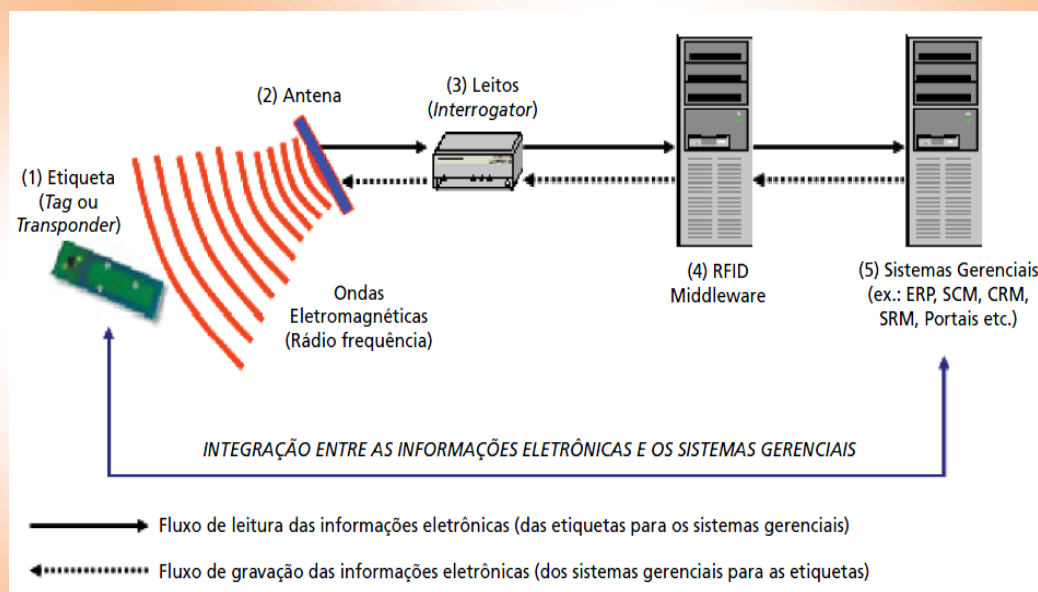 (1) Etiqueta
(Tag ou
Transponder)
(2) Antena
(3) Leitos
(Interrogator)
Ondas
Eletromagnéticas
(Rádio frequência)
(4) RFID
Middleware
(5) Sistemas Gerenciais
(ex.: ERP, SCM, CRM,
SRM, Portais etc.)
INTEGRAÇÃO ENTRE AS INFORMAÇÕES ELETRÔNICAS E OS SISTEMAS GERENCIAIS
Fluxo de leitura das informações eletrônicas (das etiquetas para os sistemas gerenciais)
Fluxo de gravação das informações eletrônicas (dos sistemas gerenciais para as etiquetas)